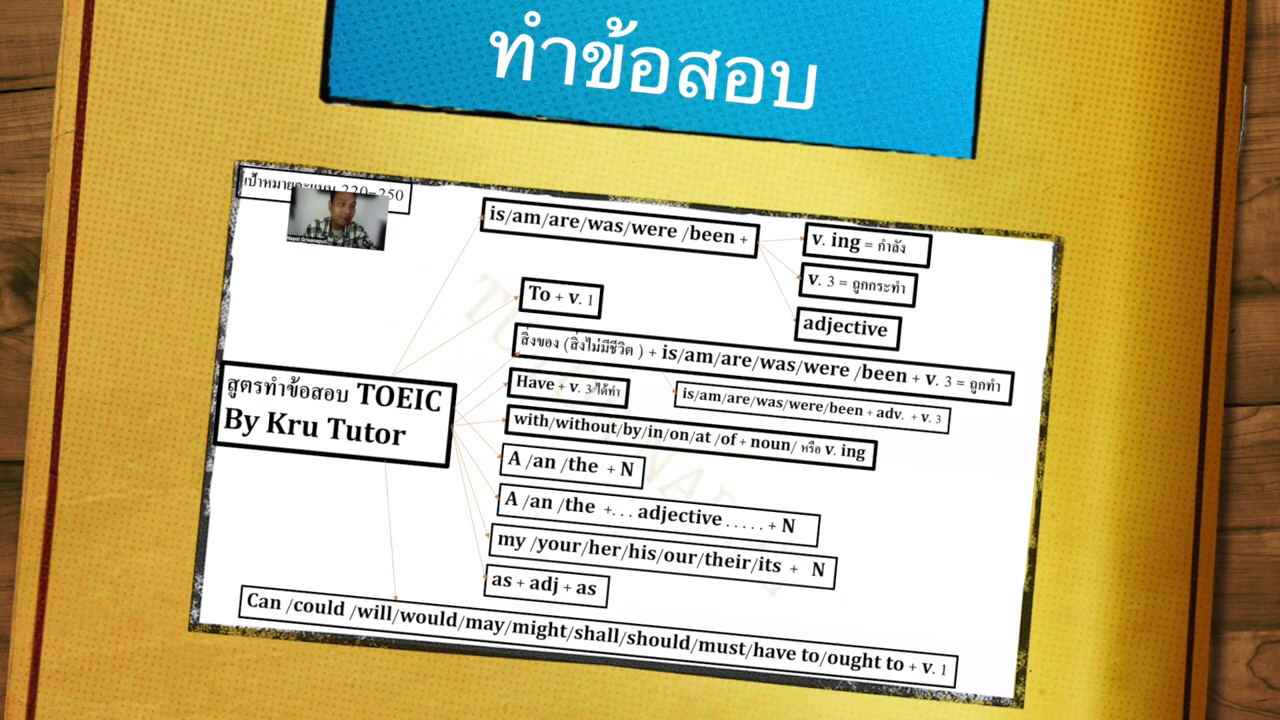 ทำข้อสอบ
เป้าหมายคะแนน 220-250
is/am/are/was/were /been +
v. ing = กำลัง
v. 3 = ถูกกระทำ
adjective
To + v. 1
สิ่งของ (สิ่งไม่มีชีวิต ) + is/am/are/was/were /been + v. 3 = ถูกทำ
Have + v. 3 ได้ทำ
is/am/are/was/were/been + adv. + v. 3
สูตรทำข้อสอบ TOEIC
By Kru Tutor
with/without/by/in/on/at /of + noun/ หรือ v. ing
A /an /the + N
A /an /the +... adjective ..... + N
my /your/her/his/our/their/its + N
as + adj + as
Can /could /will/would/may/might/shall/should/must/have to/ought to + v. 1